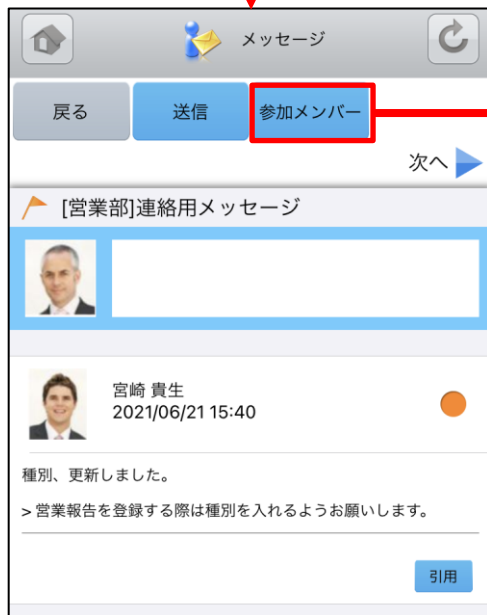 メッセージ
戻る
送信
参加メンバー
次へ
[営業部]連絡用メッセージ
宮崎 貴生
2021/06/21 15:40
種別、更新しました。
> 営業報告を登録する際は種別を入れるようお願いします。
引用